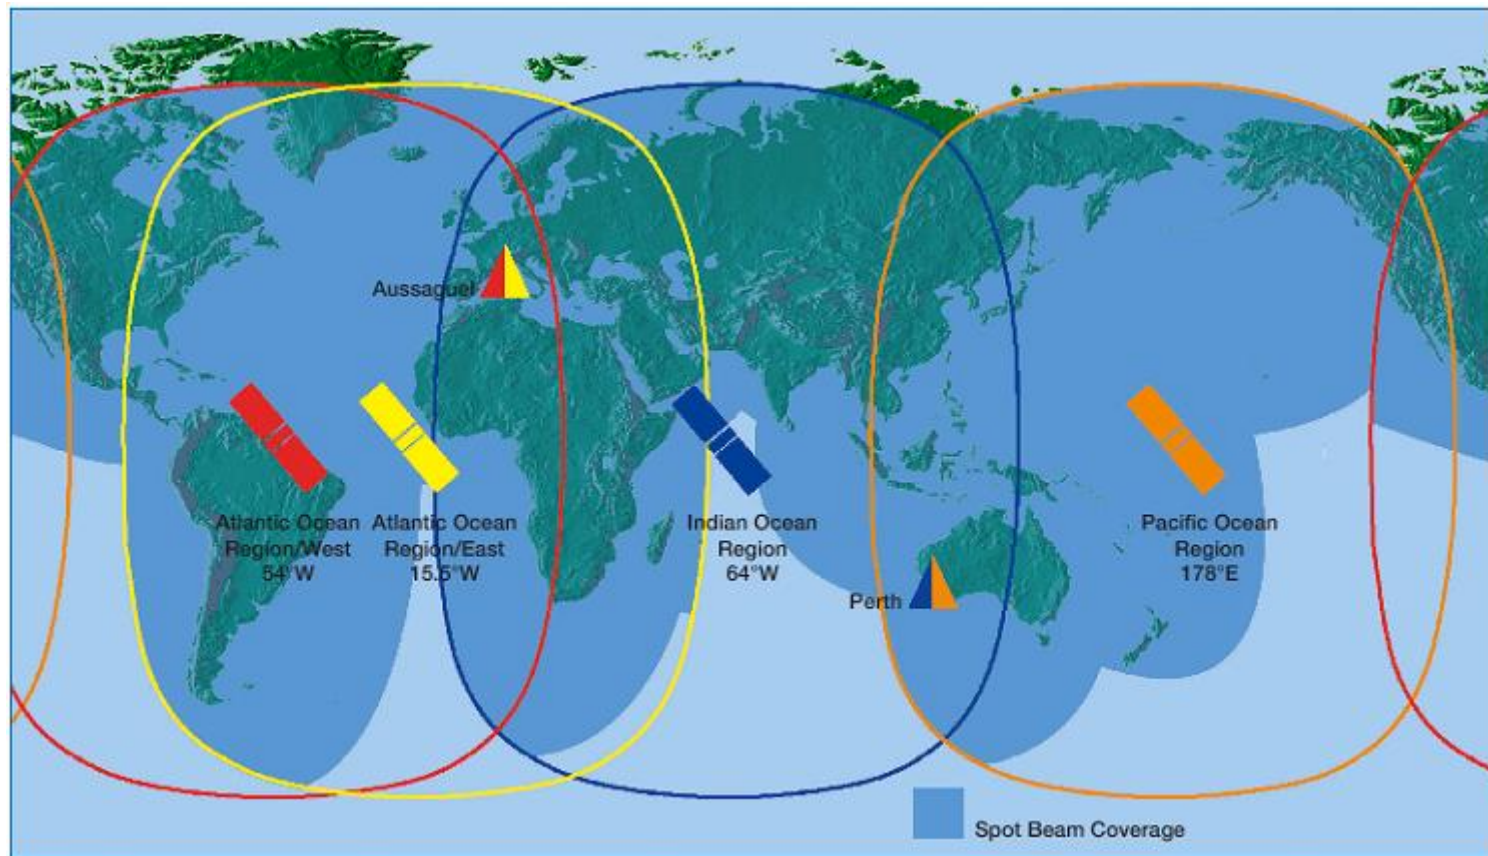 Aussaguel
Atlantic Ocean
Region/West
54°W
Atlantic Ocean
Region/East
15.5°W
Indian Ocean
Region
64°W
Pacific Ocean
Region
178°E
Perth
Spot Beam Coverage